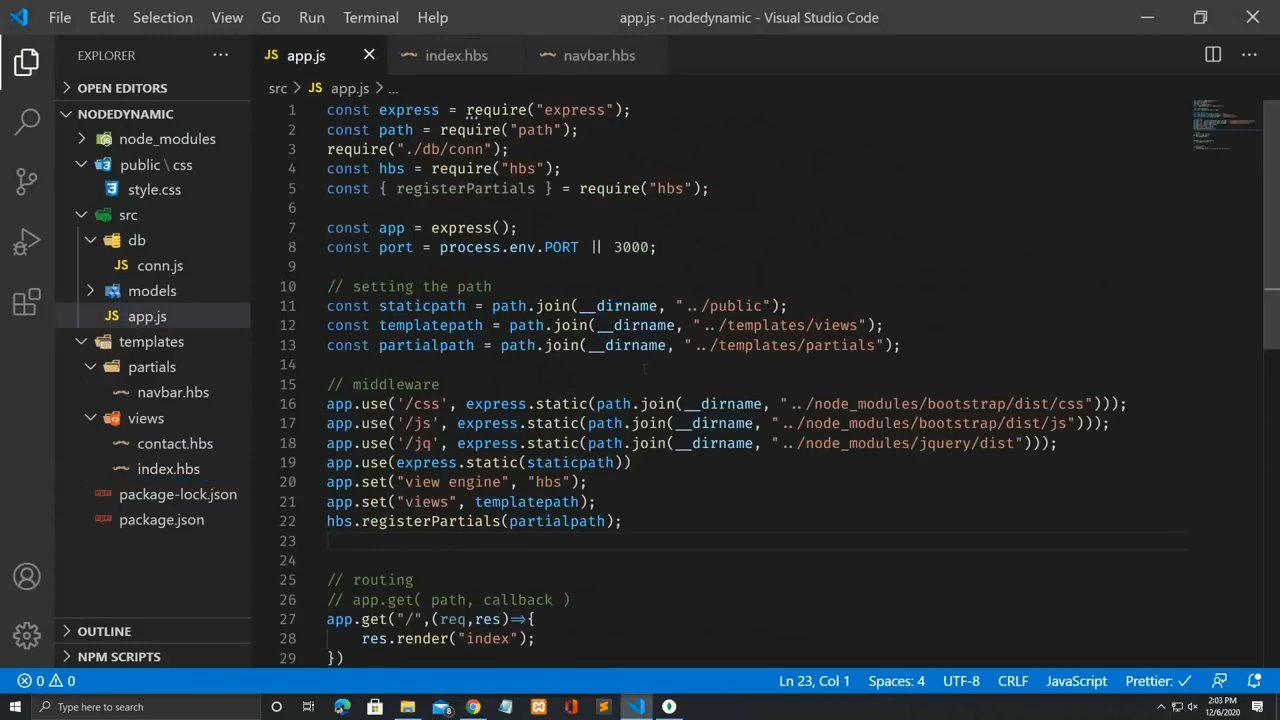 File Edit Selection View Go Run Terminal Help app.js - nodedynamic - Visual Studio Code
EXPLORER
JS app.js
index.hbs
navbar.hbs
OPEN EDITORS
NODEDYNAMIC
node_modules
public \ css
style.css
src
db
JS conn.js
models
JS app.js
templates
partials
navbar.hbs
views
contact.hbs
index.hbs
package-lock.json
package.json
OUTLINE
NPM SCRIPTS
src > JS app.js > ...
1 const express = require("express");
2 const path = require("path");
3 require("./db/conn");
4 const hbs = require("hbs");
5 const { registerPartials } = require("hbs");
6
7 const app = express();
8 const port = process.env.PORT || 3000;
9
10 // setting the path
11 const staticpath = path.join(__dirname, "../public");
12 const templatepath = path.join(__dirname, "../templates/views");
13 const partialpath = path.join(__dirname, "../templates/partials");
14
15 // middleware
16 app.use('/css', express.static(path.join(__dirname, "../node_modules/bootstrap/dist/css")));
17 app.use('/js', express.static(path.join(__dirname, "../node_modules/bootstrap/dist/js")));
18 app.use('/jq', express.static(path.join(__dirname, "../node_modules/jquery/dist")));
19 app.use(express.static(staticpath))
20 app.set("view engine", "hbs");
21 app.set("views", templatepath);
22 hbs.registerPartials(partialpath);
23
24
25 // routing
26 // app.get( path, callback )
27 app.get("/",(req,res)=>{
28 res.render("index");
29 })
0 0 Ln 23, Col 1 Spaces: 4 UTF-8 CRLF JavaScript Prettier: ✓
Type here to search
8
2:03 PM
12/6/2020